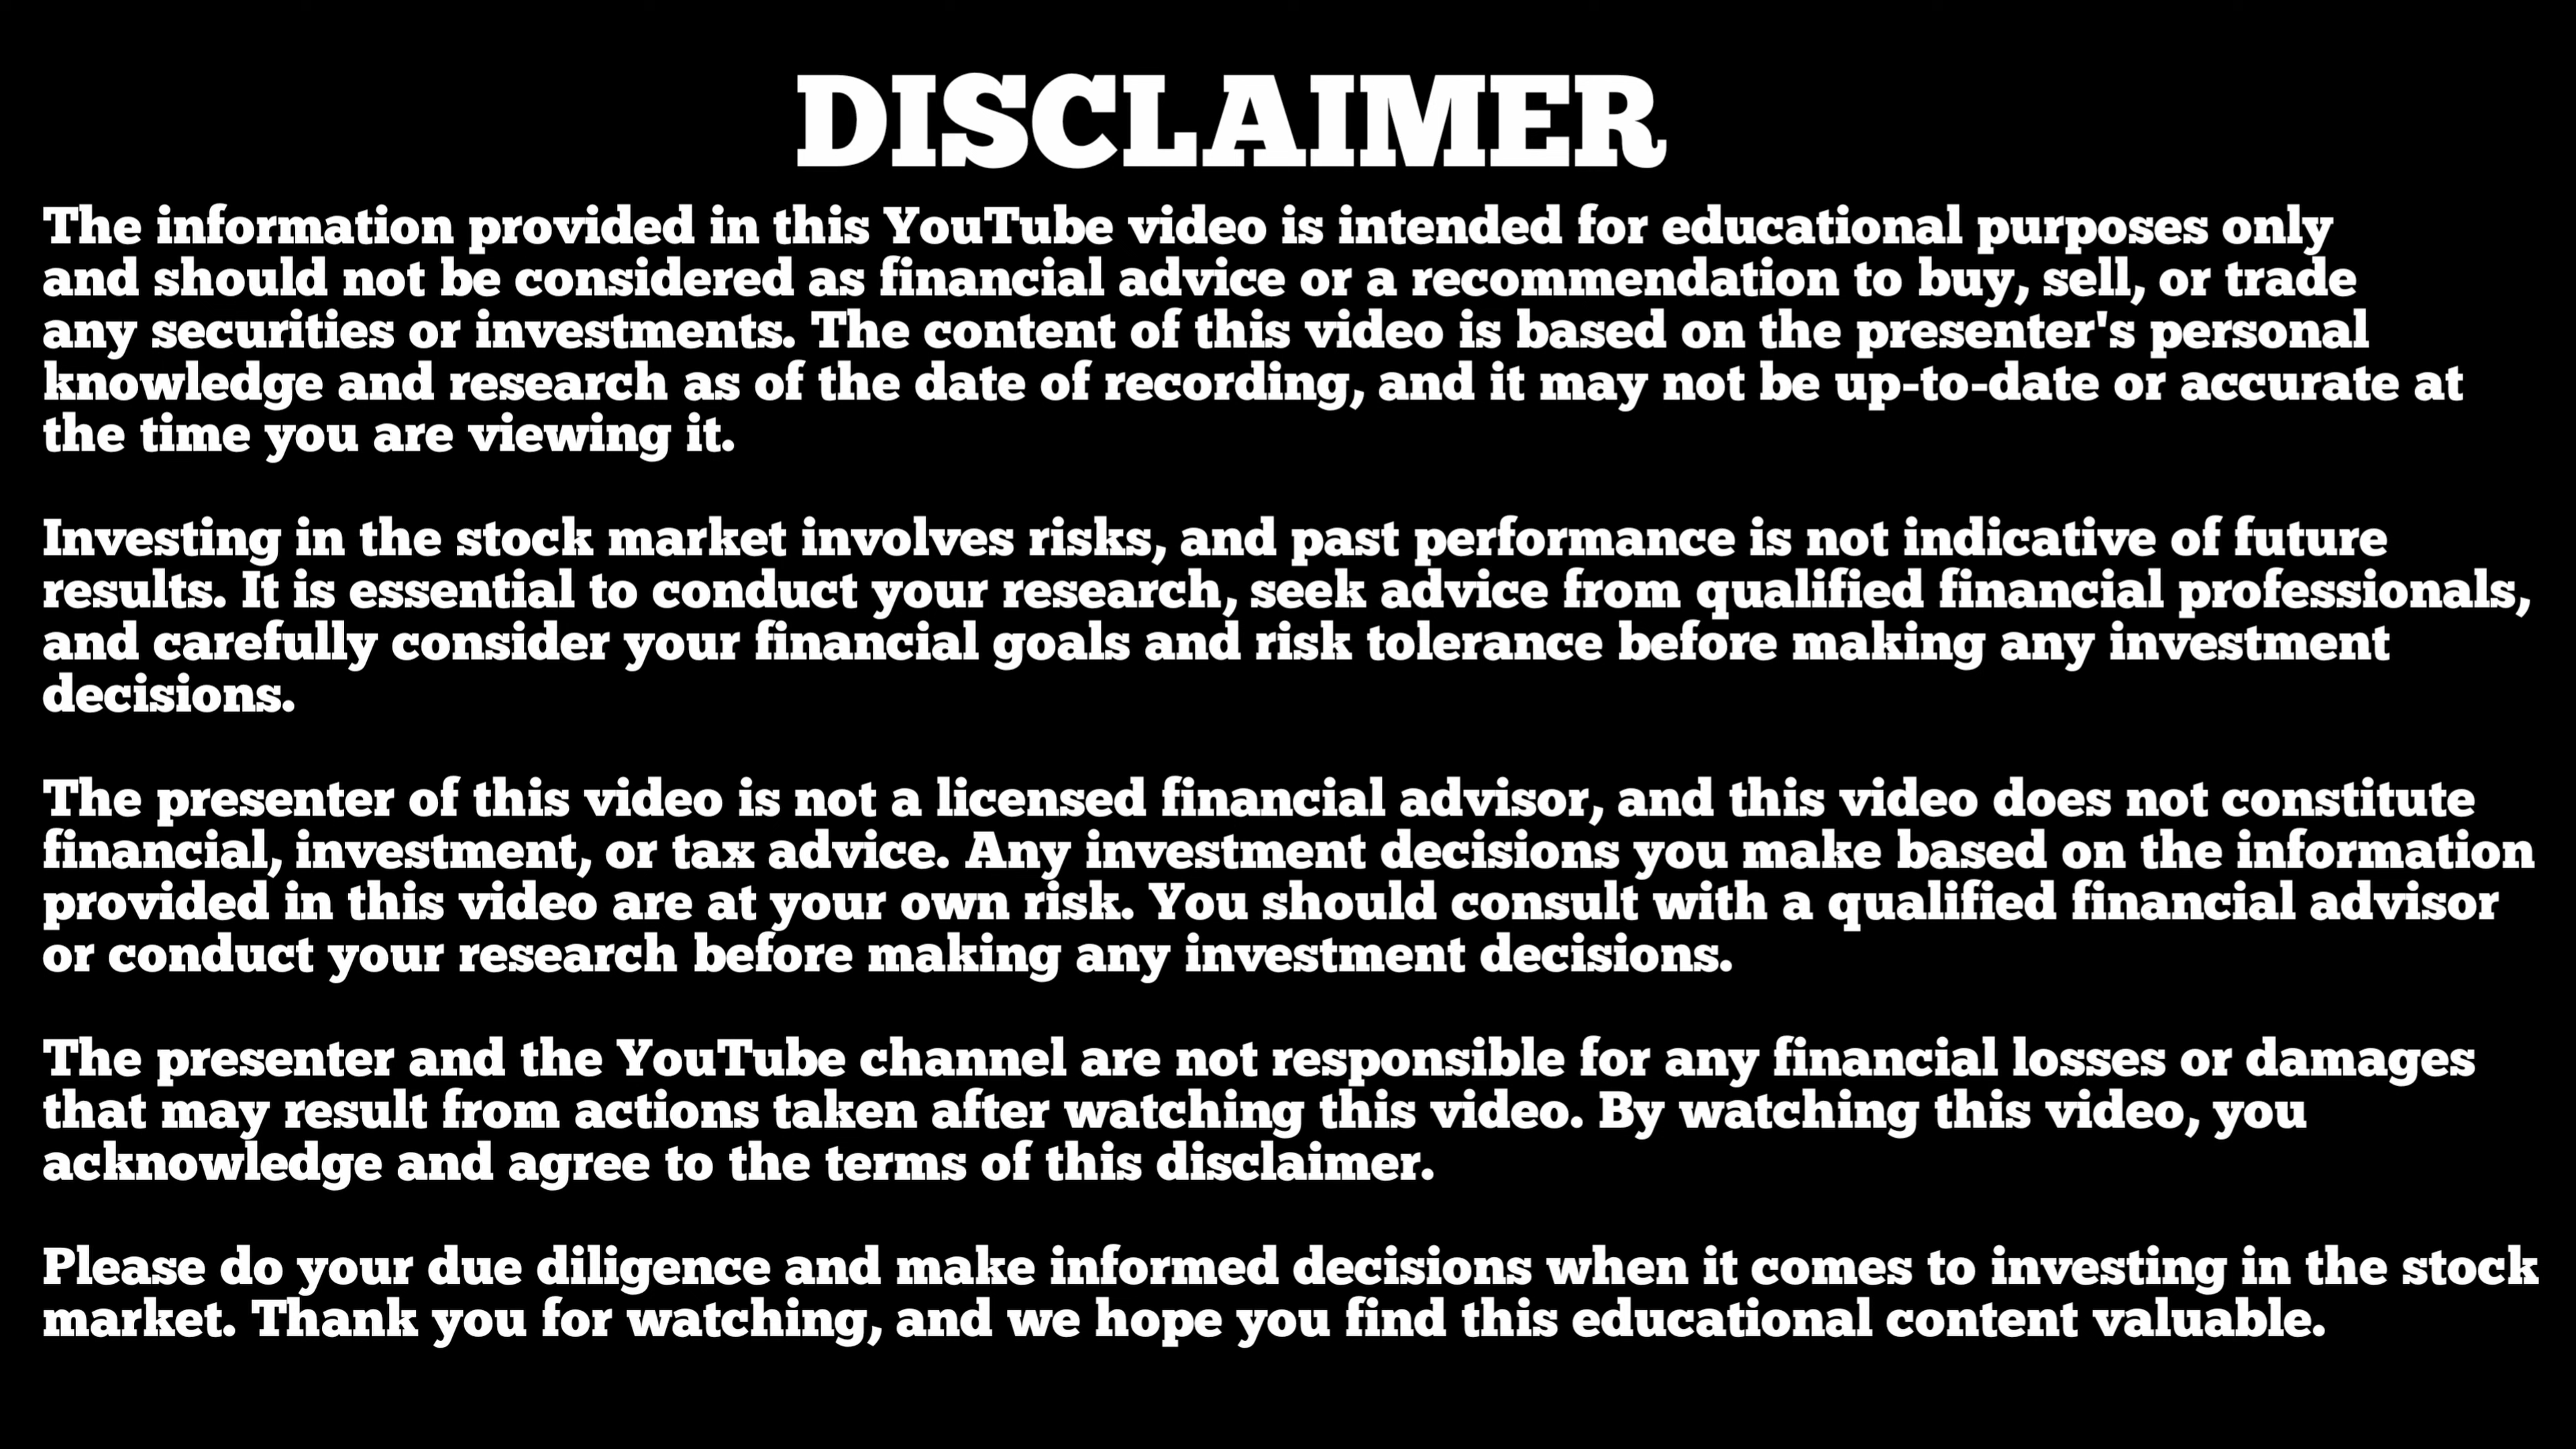 DISCLAIMER
The information provided in this YouTube video is intended for educational purposes only
and should not be considered as financial advice or a recommendation to buy, sell, or trade
any securities or investments. The content of this video is based on the presenter's personal
knowledge and research as of the date of recording, and it may not be up-to-date or accurate at
the time you are viewing it.
Investing in the stock market involves risks, and past performance is not indicative of future
results. It is essential to conduct your research, seek advice from qualified financial professionals,
and carefully consider your financial goals and risk tolerance before making any investment
decisions.
The presenter of this video is not a licensed financial advisor, and this video does not constitute
financial, investment, or tax advice. Any investment decisions you make based on the information
provided in this video are at your own risk. You should consult with a qualified financial advisor
or conduct your research before making any investment decisions.
The presenter and the YouTube channel are not responsible for any financial losses or damages
that may result from actions taken after watching this video. By watching this video, you
acknowledge and agree to the terms of this disclaimer.
Please do your due diligence and make informed decisions when it comes to investing in the stock
market. Thank you for watching, and we hope you find this educational content valuable.